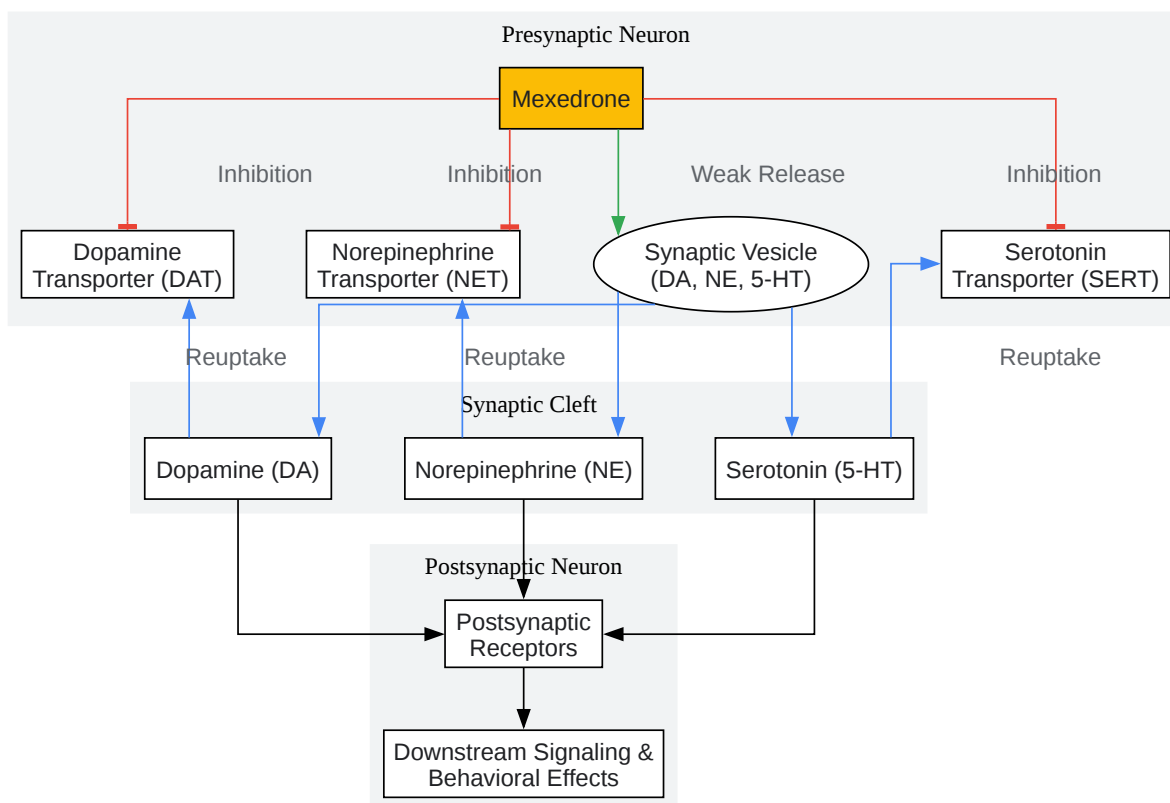 Presynaptic Neuron
Mexedrone
Inhibition
Inhibition
Weak Release
Inhibition
Dopamine
Transporter (DAT)
Norepinephrine
Transporter (NET)
Synaptic Vesicle
(DA, NE, 5-HT)
Serotonin
Transporter (SERT)
Reuptake
Reuptake
Reuptake
Synaptic Cleft
Dopamine (DA)
Norepinephrine (NE)
Serotonin (5-HT)
Postsynaptic Neuron
Postsynaptic
Receptors
Downstream Signaling &
Behavioral Effects